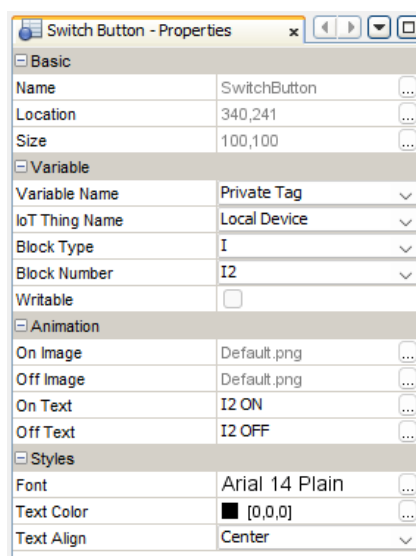 Switch Button - Properties
Basic
Name SwitchButton ...
Location 340,241 ...
Size 100,100 ...
Variable
Variable Name Private Tag
IoT Thing Name Local Device
Block Type I
Block Number I2
Writable
Animation
On Image Default.png ...
Off Image Default.png ...
On Text I2 ON ...
Off Text I2 OFF ...
Styles
Font Arial 14 Plain ...
Text Color [0,0,0] ...
Text Align Center